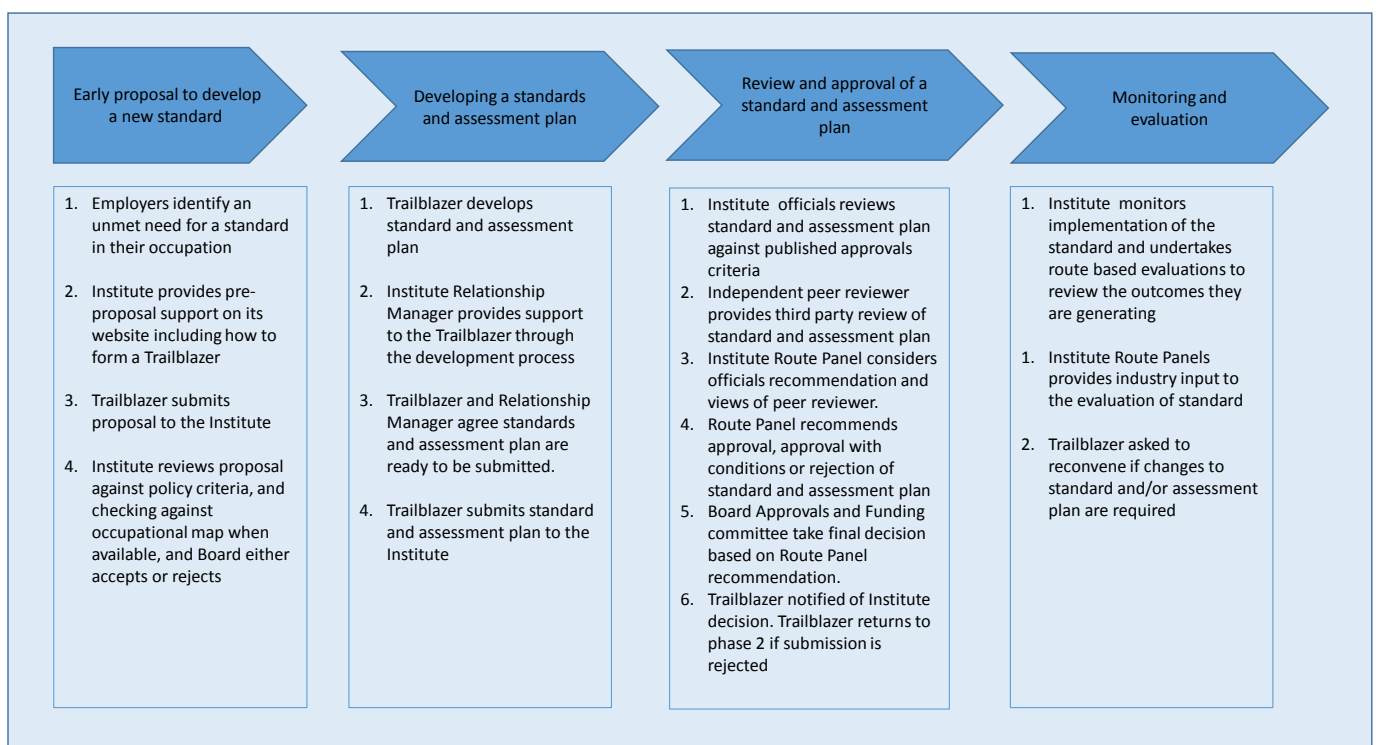 Early proposal to develop
a new standard
Developing a standards
and assessment plan
Review and approval of a
standard and assessment
plan
Monitoring and
evaluation
1. Employers identify an
unmet need for a standard
in their occupation
2. Institute provides pre-
proposal support on its
website including how to
form a Trailblazer
3. Trailblazer submits
proposal to the Institute
4. Institute reviews proposal
against policy criteria, and
checking against
occupational map when
available, and Board either
accepts or rejects
1. Trailblazer develops
standard and assessment
plan
2. Institute Relationship
Manager provides support
to the Trailblazer through
the development process
3. Trailblazer and Relationship
Manager agree standards
and assessment plan are
ready to be submitted.
4. Trailblazer submits standard
and assessment plan to the
Institute
1. Institute officials reviews
standard and assessment plan
against published approvals
criteria
2. Independent peer reviewer
provides third party review of
standard and assessment plan
3. Institute Route Panel considers
officials recommendation and
views of peer reviewer.
4. Route Panel recommends
approval, approval with
conditions or rejection of
standard and assessment plan
5. Board Approvals and Funding
committee take final decision
based on Route Panel
recommendation.
6. Trailblazer notified of Institute
decision. Trailblazer returns to
phase 2 if submission is
rejected
1. Institute monitors
implementation of the
standard and undertakes
route based evaluations to
review the outcomes they
are generating
1. Institute Route Panels
provides industry input to
the evaluation of standard
2. Trailblazer asked to
reconvene if changes to
standard and/or assessment
plan are required